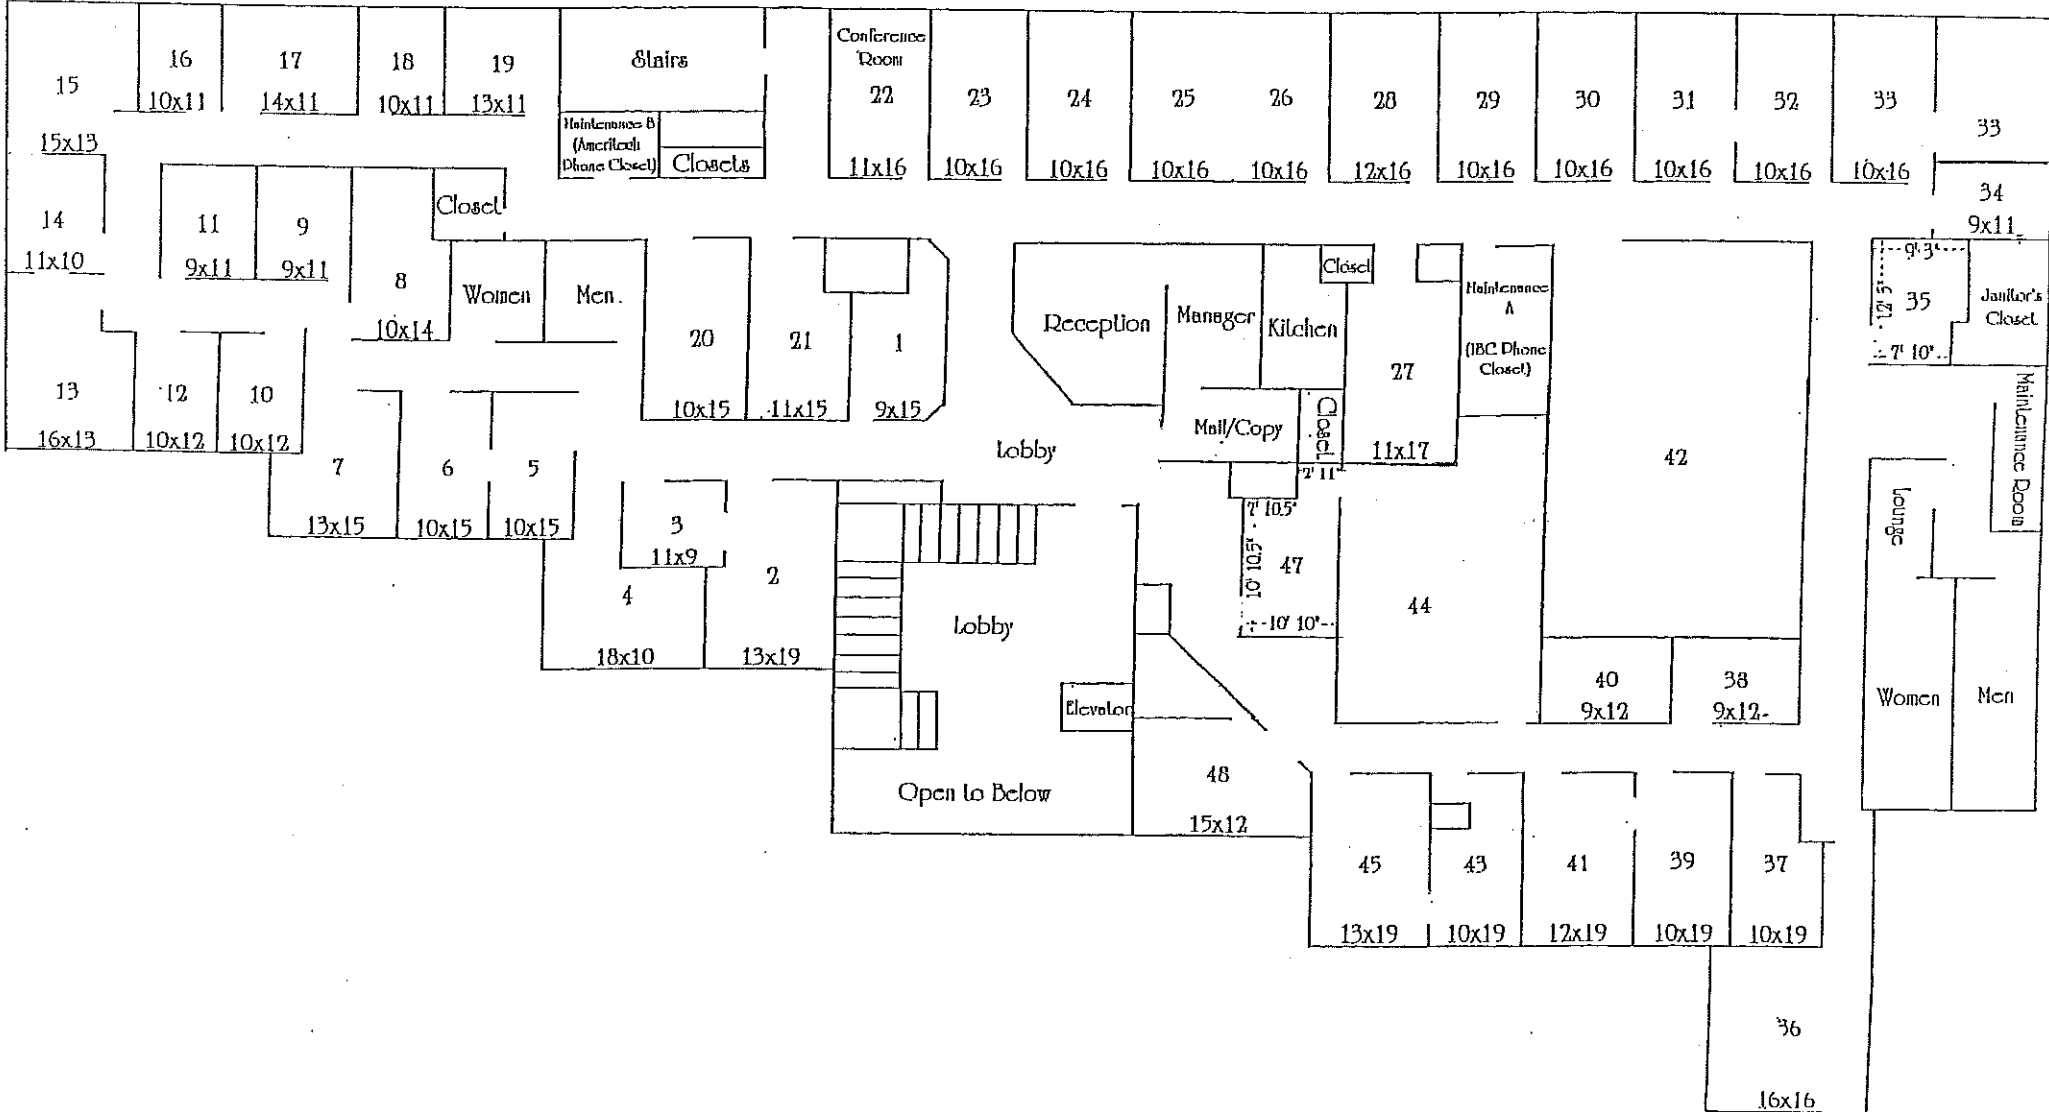 15
15x13
16
10x11
17
14x11
18
10x11
19
13x11
Stairs
Maintenance B
(Ameritech
Phone Closet)
Closets
Conference
Room
22
11x16
23
10x16
24
10x16
25
10x16
26
10x16
28
12x16
29
10x16
30
10x16
31
10x16
32
10x16
33
10x16
33
34
9x11
14
11x10
11
9x11
9
9x11
8
10x14
Closet
Women
Men
20
10x15
21
11x15
1
9x15
Reception
Manager
Kitchen
Closet
Mail/Copy
Closet
2' 11"
27
11x17
Maintenance
A
(IBC Phone
Closet)
42
9' 3"
12' 5"
35
7' 10"
Janitor's
Closet
Maintenance Room
13
16x13
12
10x12
10
10x12
7
13x15
6
10x15
5
10x15
3
11x9
4
18x10
2
13x19
Lobby
Lobby
Elevator
Open to Below
7' 10.5"
10' 10.5"
47
10' 10"
44
40
9x12
38
9x12
Lounge
Women
Men
48
15x12
45
13x19
43
10x19
41
12x19
39
10x19
37
10x19
36
16x16